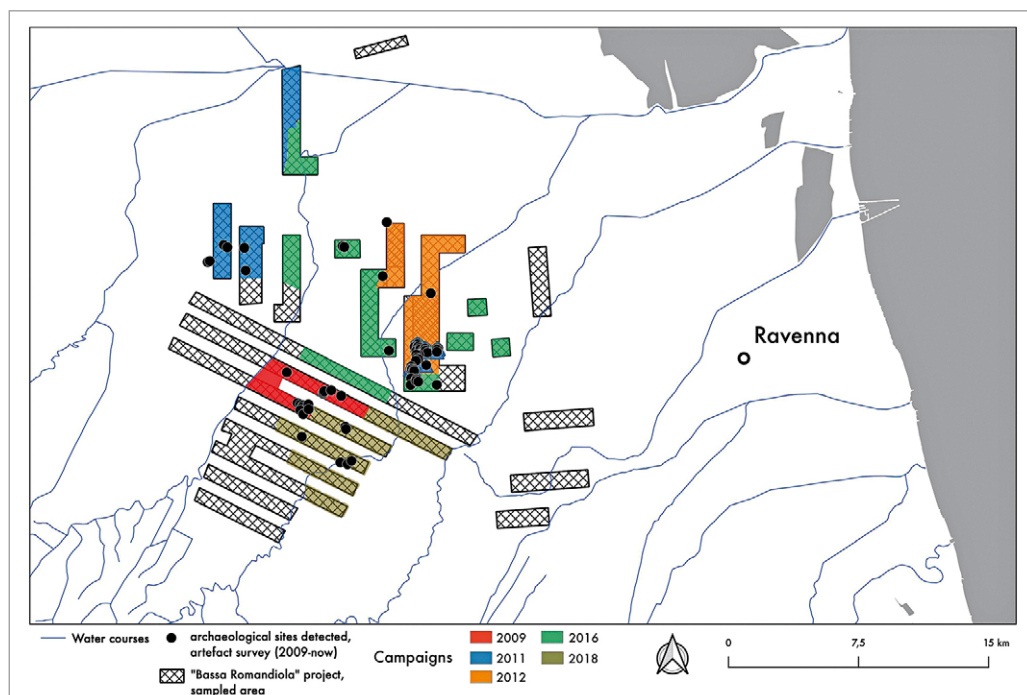 Ravenna
Water courses
archaeological sites detected,
artefact survey (2009-now)
"Bassa Romandiola" project,
sampled area
Campaigns
2009
2011
2012
2016
2018
0
7,5
15 km